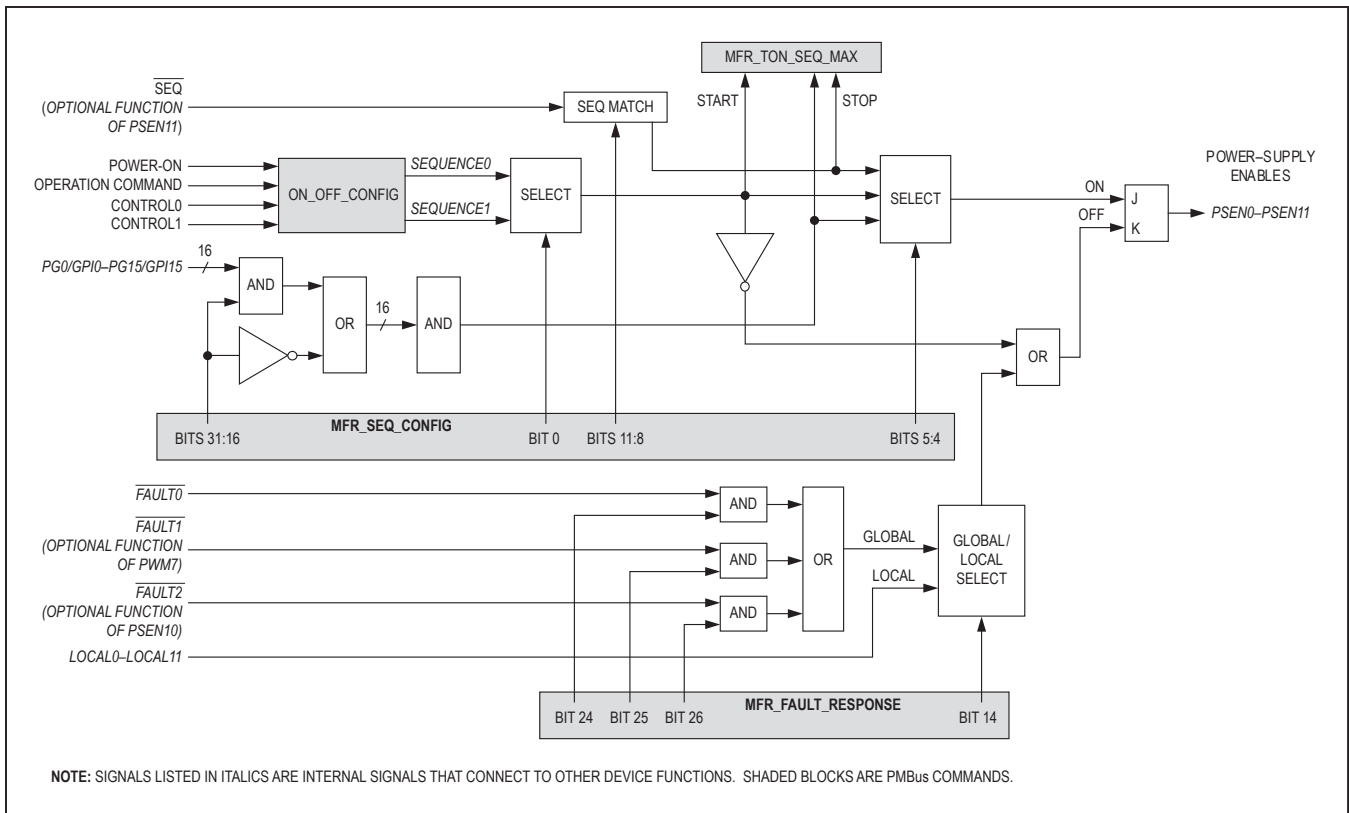 MFR_TON_SEQ_MAX
SEQ
(OPTIONAL FUNCTION
OF PSEN11)
SEQ MATCH
START
STOP
POWER-ON
OPERATION COMMAND
CONTROL0
CONTROL1
ON_OFF_CONFIG
SEQUENCE0
SEQUENCE1
SELECT
SELECT
POWER–SUPPLY
ENABLES
ON
OFF
J
K
PSEN0–PSEN11
PG0/GPI0–PG15/GPI15
16
AND
OR
16
AND
OR
MFR_SEQ_CONFIG
BITS 31:16
BIT 0
BITS 11:8
BITS 5:4
FAULT0
FAULT1
(OPTIONAL FUNCTION
OF PWM7)
FAULT2
(OPTIONAL FUNCTION
OF PSEN10)
LOCAL0–LOCAL11
AND
AND
AND
OR
GLOBAL
LOCAL
GLOBAL/
LOCAL
SELECT
MFR_FAULT_RESPONSE
BIT 24
BIT 25
BIT 26
BIT 14
NOTE: SIGNALS LISTED IN ITALICS ARE INTERNAL SIGNALS THAT CONNECT TO OTHER DEVICE FUNCTIONS. SHADED BLOCKS ARE PMBus COMMANDS.